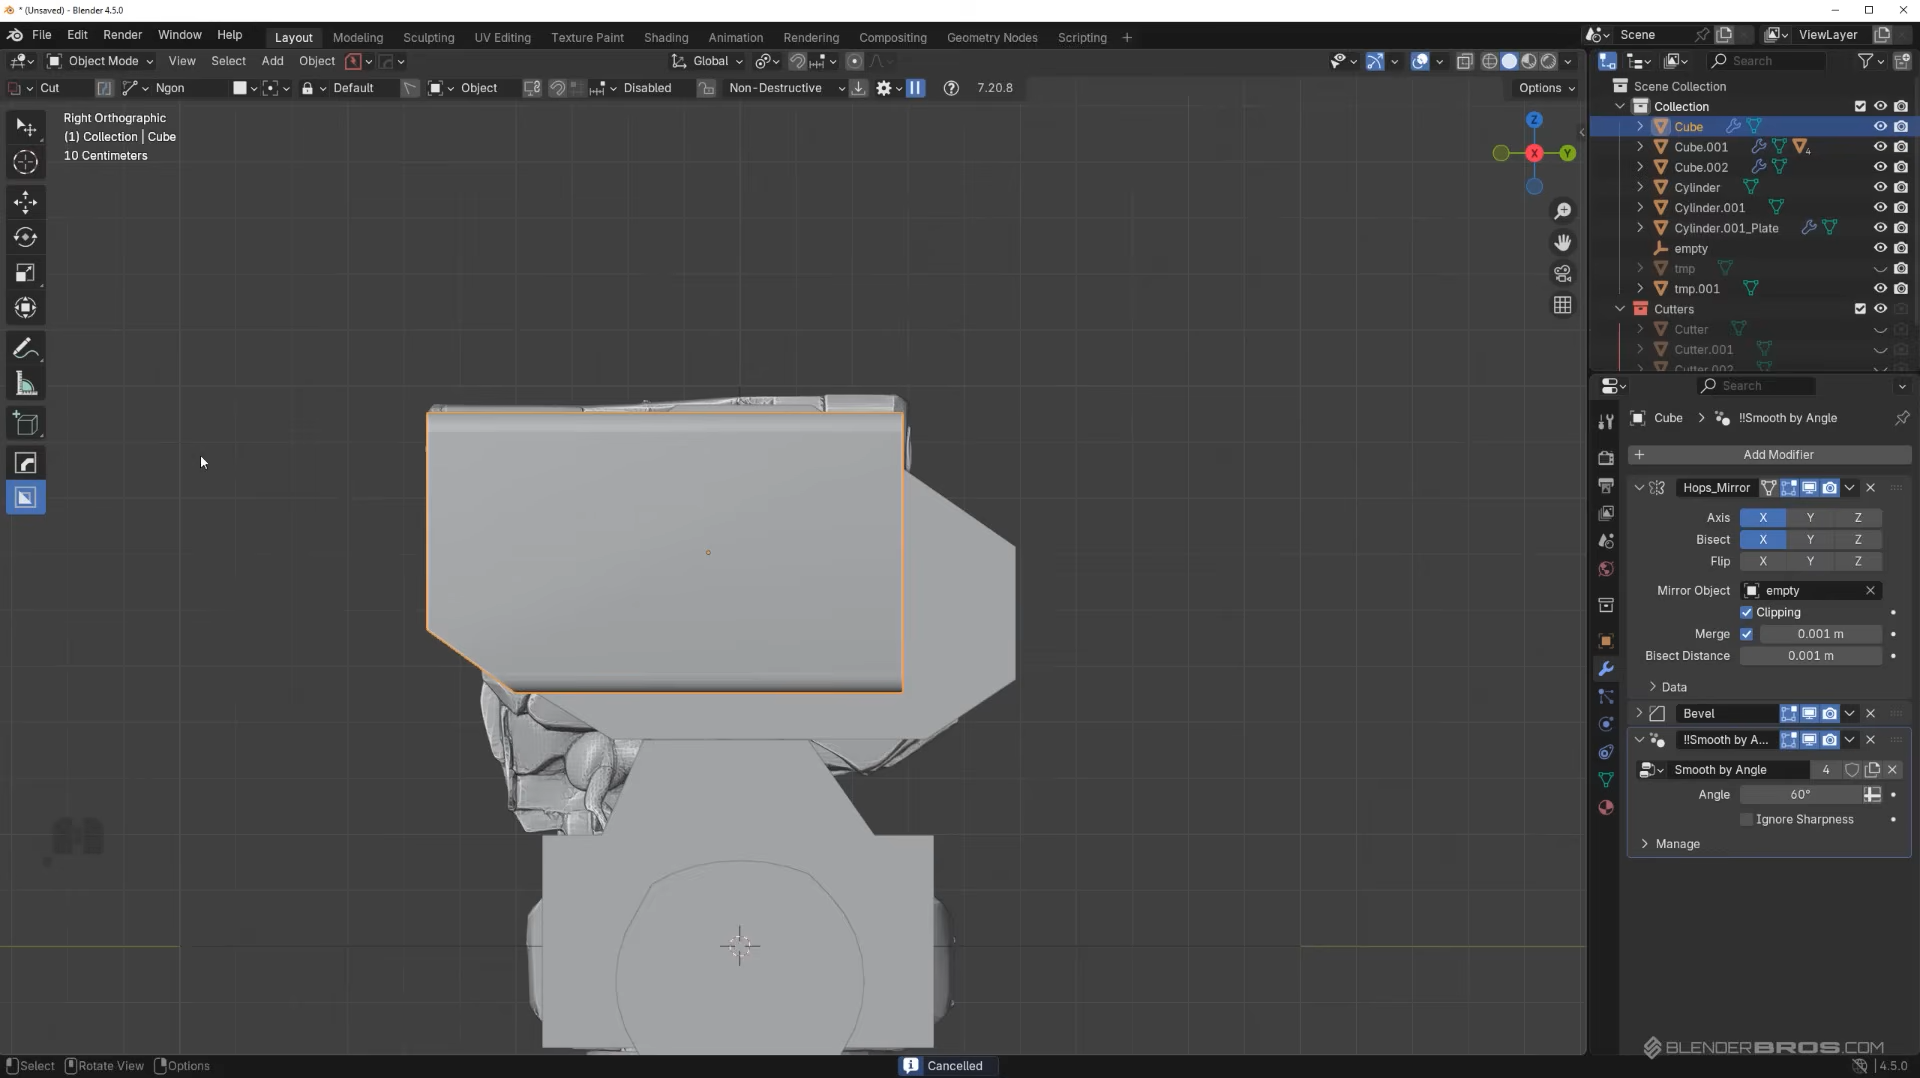 * (Unsaved) - Blender 4.5.0
File Edit Render Window Help Layout Modeling Sculpting UV Editing Texture Paint Shading Animation Rendering Compositing Geometry Nodes Scripting + Scene ViewLayer
Object Mode View Select Add Object Global Search
Cut Ngon Default Object Disabled Non-Destructive 7.20.8 Options
Right Orthographic
(1) Collection | Cube
10 Centimeters
Z
X
Y
Scene Collection
Collection
Cube
Cube.001 4
Cube.002
Cylinder
Cylinder.001
Cylinder.001_Plate
empty
tmp
tmp.001
Cutters
Cutter
Cutter.001
Cutter.002
Search
Cube > !!Smooth by Angle
+ Add Modifier
Hops_Mirror
Axis X Y Z
Bisect X Y Z
Flip X Y Z
Mirror Object empty
Clipping
Merge 0.001 m
Bisect Distance 0.001 m
Data
Bevel
!!Smooth by A...
Smooth by Angle 4
Angle 60°
Ignore Sharpness
Manage
BLENDERBROS.COM
Select Rotate View Options Cancelled 4.5.0